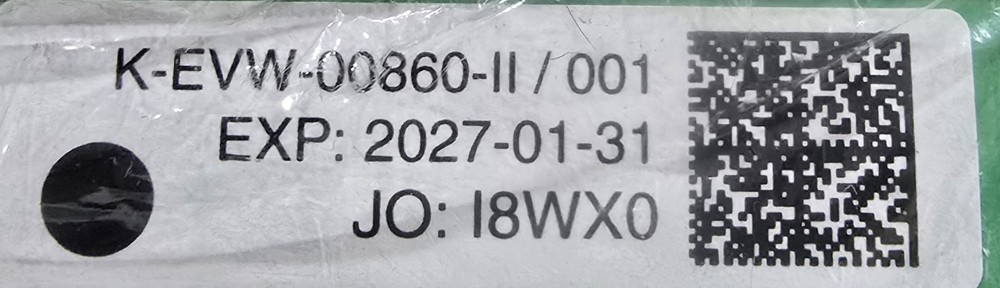 K-EVW-00860-II / 001
EXP: 2027-01-31
JO: I8WX0